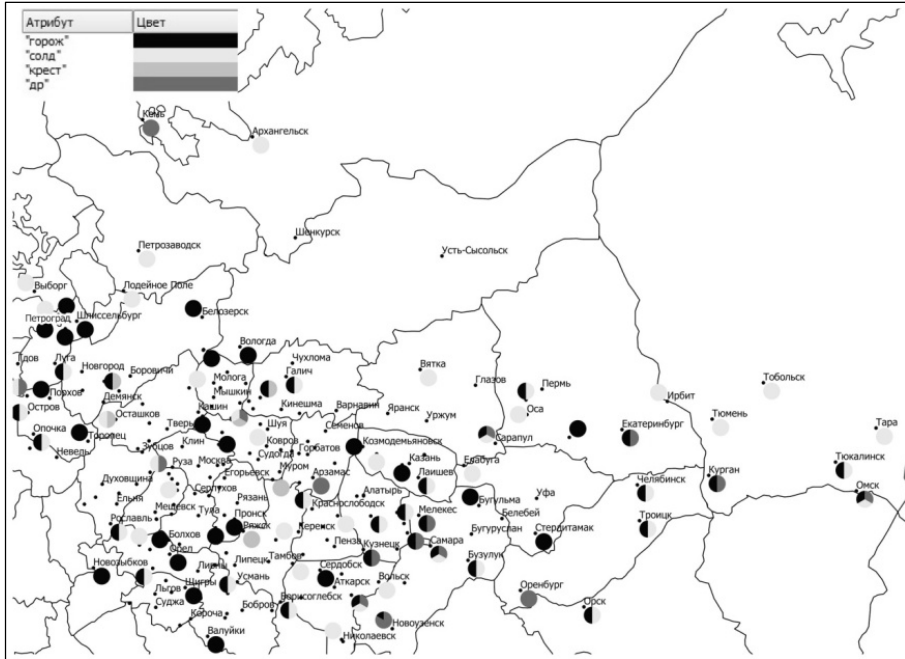 Атрибут Цвет
"горож"
"солд"
"крест"
"др"
Кемь
Архангельск
Шенкурск
Усть-Сысольск
Петрозаводск
Выборг
Лодейное Поле
Белозерск
Петроград
Шлиссельбург
Вологда
Гдов
Луга
Новгород
Боровичи
Молога
Чухлома
Галич
Вятка
Глазов
Пермь
Тобольск
Порхов
Демянск
Мышкин
Остров
Осташков
Кашин
Кинешма
Варнавин
Яранск
Уржум
Оса
Ирбит
Тюмень
Опочка
Торопец
Тверь
Шуя
Семенов
Сарапул
Екатеринбург
Тара
Невель
Зубцов
Клин
Ковров
Горбатов
Козмодемьяновск
Судогда
Казань
Елабуга
Тюкалинск
Руза
Москва
Муром
Духовщина
Егорьевск
Арзамас
Лаишев
Челябинск
Курган
Омск
Ельня
Серпухов
Рязань
Краснослободск
Алатырь
Бугульма
Уфа
Рославль
Мещевск
Тула
Пронск
Мелекес
Белебей
Троицк
Болхов
Ряжск
Керенск
Пенза
Самара
Бугуруслан
Стердитамак
Орел
Кузнецк
Новозыбков
Ливны
Липецк
Тамбов
Сердобск
Бузулук
Льгов
Щигры
Усмань
Аткарск
Вольск
Оренбург
Суджа
Бобров
Борисоглебск
Орск
Короча
Новоузенск
Валуйки
Николаевск